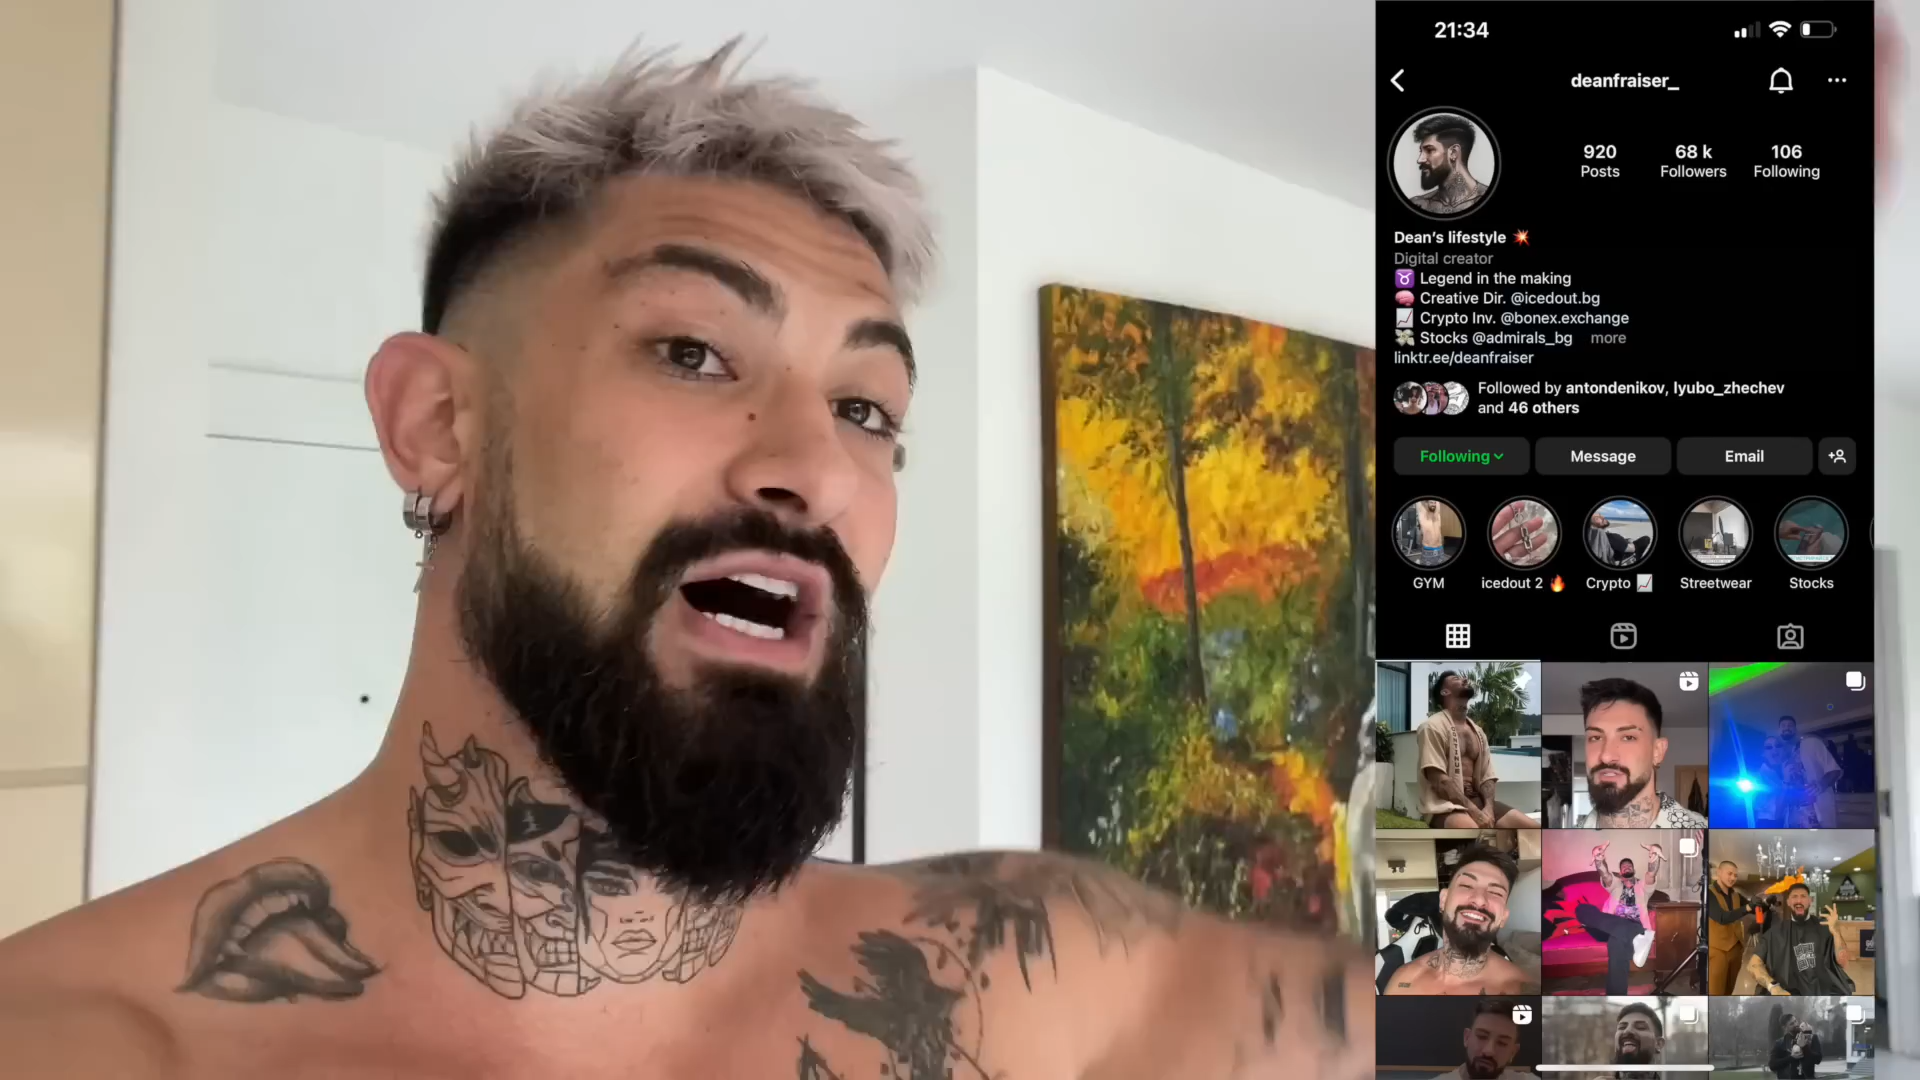 21:34
deanfraiser_
920
Posts
68 k
Followers
106
Following
Dean's lifestyle 💥
Digital creator
♉ Legend in the making
🧠 Creative Dir. @icedout.bg
📈 Crypto Inv. @bonex.exchange
💸 Stocks @admirals_bg more
linktr.ee/deanfraiser
Followed by antondenikov, lyubo_zhechev
and 46 others
Following
Message
Email
GYM
icedout 2 🔥
Crypto 📈
Streetwear
Stocks